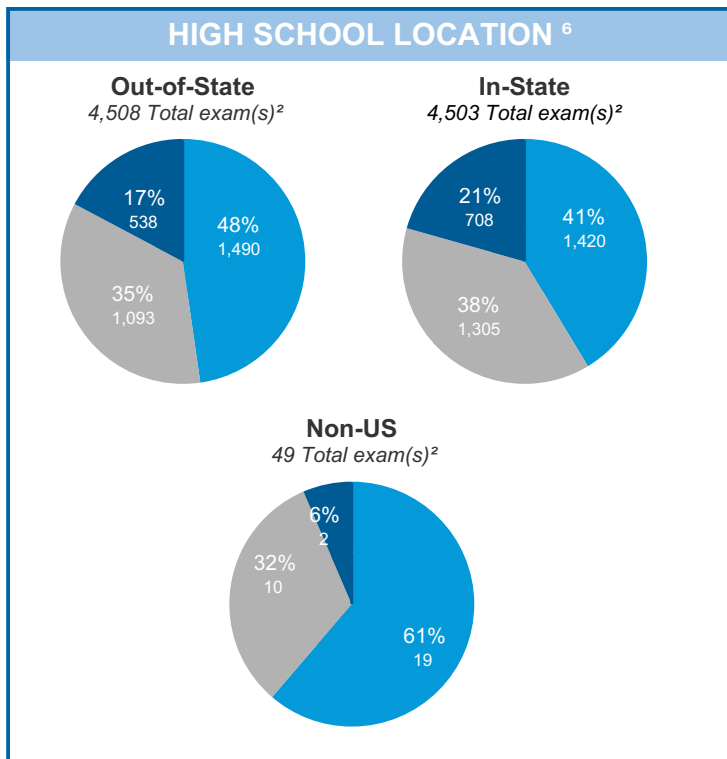 HIGH SCHOOL LOCATION ⁶
Out-of-State
4,508 Total exam(s)²
17%
538
48%
1,490
35%
1,093
In-State
4,503 Total exam(s)²
21%
708
41%
1,420
38%
1,305
Non-US
49 Total exam(s)²
6%
2
32%
10
61%
19